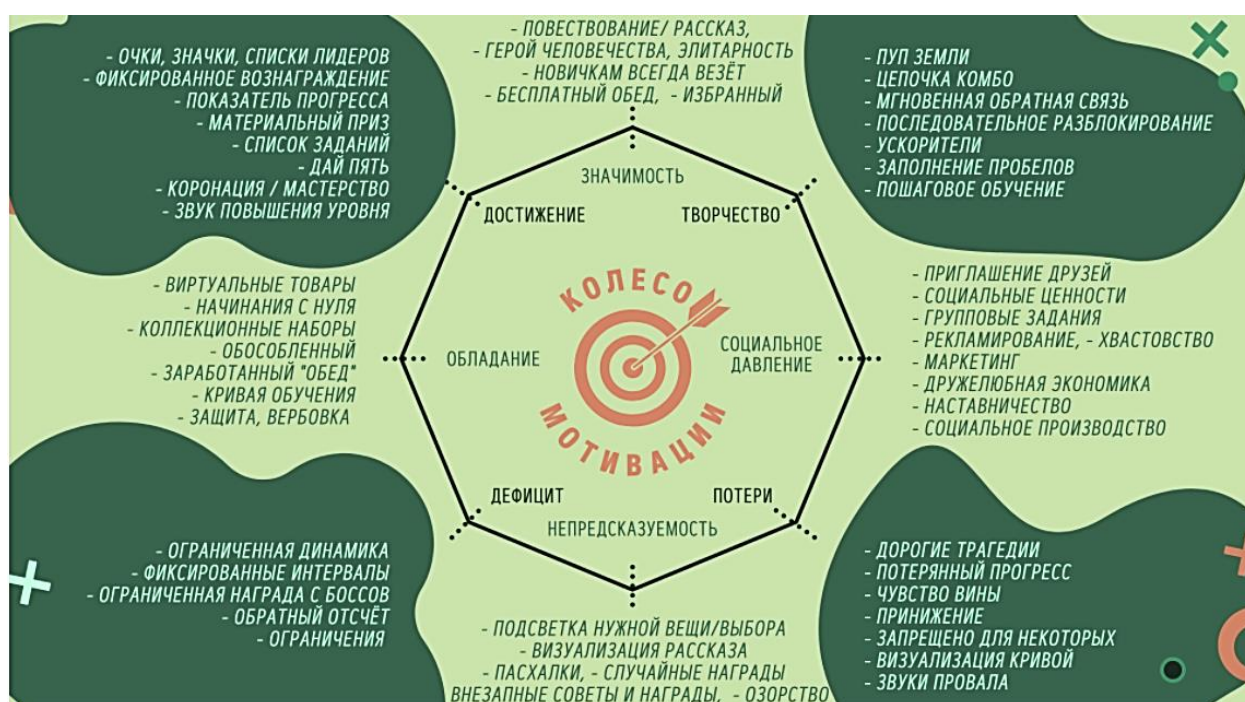 - ПОВЕСТВОВАНИЕ/ РАССКАЗ,
- ГЕРОЙ ЧЕЛОВЕЧЕСТВА, ЭЛИТАРНОСТЬ
- НОВИЧКАМ ВСЕГДА ВЕЗЁТ
- БЕСПЛАТНЫЙ ОБЕД, - ИЗБРАННЫЙ
- ОЧКИ, ЗНАЧКИ, СПИСКИ ЛИДЕРОВ
- ФИКСИРОВАННОЕ ВОЗНАГРАЖДЕНИЕ
- ПОКАЗАТЕЛЬ ПРОГРЕССА
- МАТЕРИАЛЬНЫЙ ПРИЗ
- СПИСОК ЗАДАНИЙ
- ДАЙ ПЯТЬ
- КОРОНАЦИЯ / МАСТЕРСТВО
- ЗВУК ПОВЫШЕНИЯ УРОВНЯ
- ПУП ЗЕМЛИ
- ЦЕПОЧКА КОМБО
- МГНОВЕННАЯ ОБРАТНАЯ СВЯЗЬ
- ПОСЛЕДОВАТЕЛЬНОЕ РАЗБЛОКИРОВАНИЕ
- УСКОРИТЕЛИ
- ЗАПОЛНЕНИЕ ПРОБЕЛОВ
- ПОШАГОВОЕ ОБУЧЕНИЕ
ЗНАЧИМОСТЬ
ДОСТИЖЕНИЕ
ТВОРЧЕСТВО
- ВИРТУАЛЬНЫЕ ТОВАРЫ
- НАЧИНАНИЯ С НУЛЯ
- КОЛЛЕКЦИОННЫЕ НАБОРЫ
- ОБОСОБЛЕННЫЙ
- ЗАРАБОТАННЫЙ "ОБЕД"
- КРИВАЯ ОБУЧЕНИЯ
- ЗАЩИТА, ВЕРБОВКА
ОБЛАДАНИЕ
КОЛЕСО
МОТИВАЦИИ
СОЦИАЛЬНОЕ
ДАВЛЕНИЕ
- ПРИГЛАШЕНИЕ ДРУЗЕЙ
- СОЦИАЛЬНЫЕ ЦЕННОСТИ
- ГРУППОВЫЕ ЗАДАНИЯ
- РЕКЛАМИРОВАНИЕ, - ХВАСТОВСТВО
- МАРКЕТИНГ
- ДРУЖЕЛЮБНАЯ ЭКОНОМИКА
- НАСТАВНИЧЕСТВО
- СОЦИАЛЬНОЕ ПРОИЗВОДСТВО
ДЕФИЦИТ
ПОТЕРИ
НЕПРЕДСКАЗУЕМОСТЬ
- ОГРАНИЧЕННАЯ ДИНАМИКА
- ФИКСИРОВАННЫЕ ИНТЕРВАЛЫ
- ОГРАНИЧЕННАЯ НАГРАДА С БОССОВ
- ОБРАТНЫЙ ОТСЧЁТ
- ОГРАНИЧЕНИЯ
- ПОДСВЕТКА НУЖНОЙ ВЕЩИ/ВЫБОРА
- ВИЗУАЛИЗАЦИЯ РАССКАЗА
- ПАСХАЛКИ, - СЛУЧАЙНЫЕ НАГРАДЫ
ВНЕЗАПНЫЕ СОВЕТЫ И НАГРАДЫ, - ОЗОРСТВО
- ДОРОГИЕ ТРАГЕДИИ
- ПОТЕРЯННЫЙ ПРОГРЕСС
- ЧУВСТВО ВИНЫ
- ПРИНИЖЕНИЕ
- ЗАПРЕЩЕНО ДЛЯ НЕКОТОРЫХ
- ВИЗУАЛИЗАЦИЯ КРИВОЙ
- ЗВУКИ ПРОВАЛА